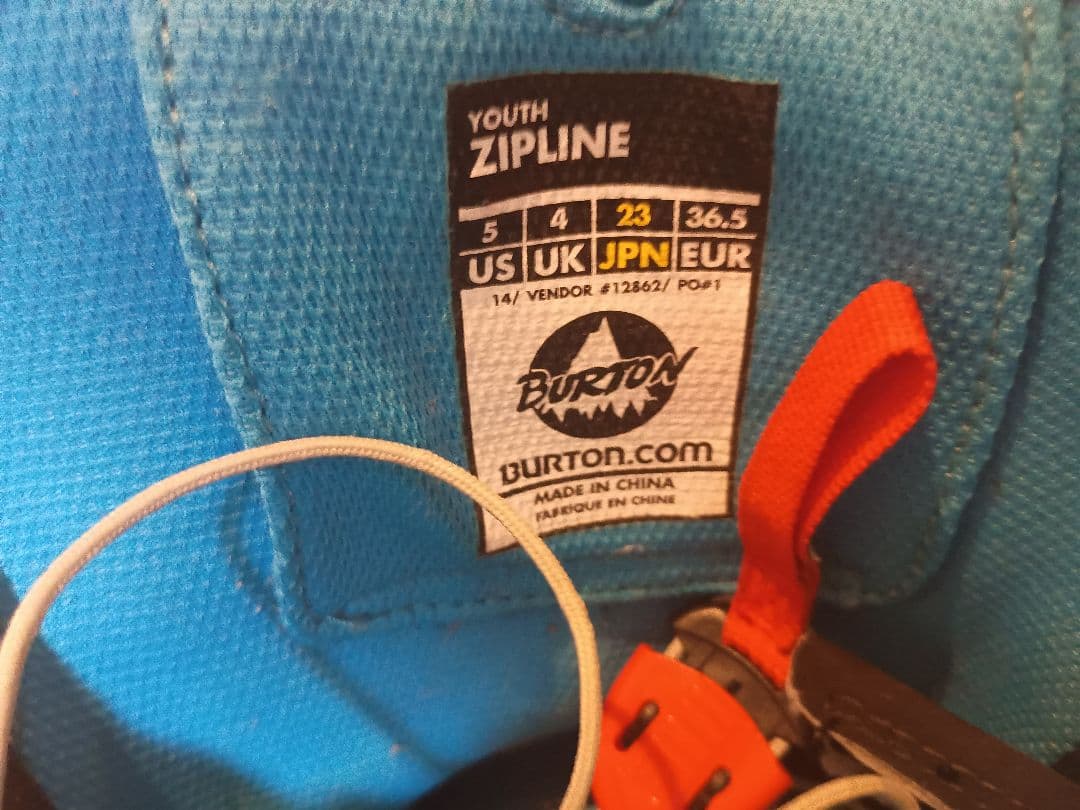 YOUTH
ZIPLINE
5 4 23 36.5
US UK JPN EUR
14/ VENDOR #12862/ PO#1
BURTON
BURTON.COM
MADE IN CHINA
FABRIQUE EN CHINE